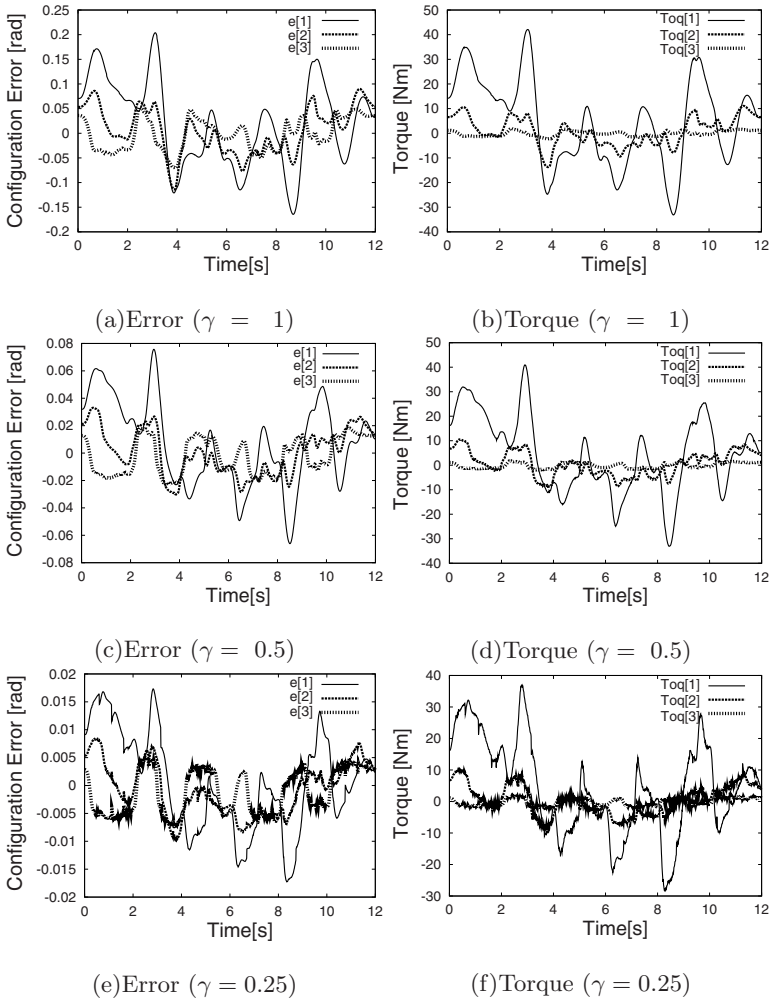 Configuration Error [rad]
0.25
0.2
0.15
0.1
0.05
0
-0.05
-0.1
-0.15
-0.2
0 2 4 6 8 10 12
Time[s]
e[1]
e[2]
e[3]
(a)Error (γ = 1)
Torque [Nm]
50
40
30
20
10
0
-10
-20
-30
-40
0 2 4 6 8 10 12
Time[s]
Toq[1]
Toq[2]
Toq[3]
(b)Torque (γ = 1)
Configuration Error [rad]
0.08
0.06
0.04
0.02
0
-0.02
-0.04
-0.06
-0.08
0 2 4 6 8 10 12
Time[s]
e[1]
e[2]
e[3]
(c)Error (γ = 0.5)
Torque [Nm]
50
40
30
20
10
0
-10
-20
-30
-40
0 2 4 6 8 10 12
Time[s]
Toq[1]
Toq[2]
Toq[3]
(d)Torque (γ = 0.5)
Configuration Error [rad]
0.02
0.015
0.01
0.005
0
-0.005
-0.01
-0.015
-0.02
0 2 4 6 8 10 12
Time[s]
e[1]
e[2]
e[3]
(e)Error (γ = 0.25)
Torque [Nm]
40
30
20
10
0
-10
-20
-30
0 2 4 6 8 10 12
Time[s]
Toq[1]
Toq[2]
Toq[3]
(f)Torque (γ = 0.25)